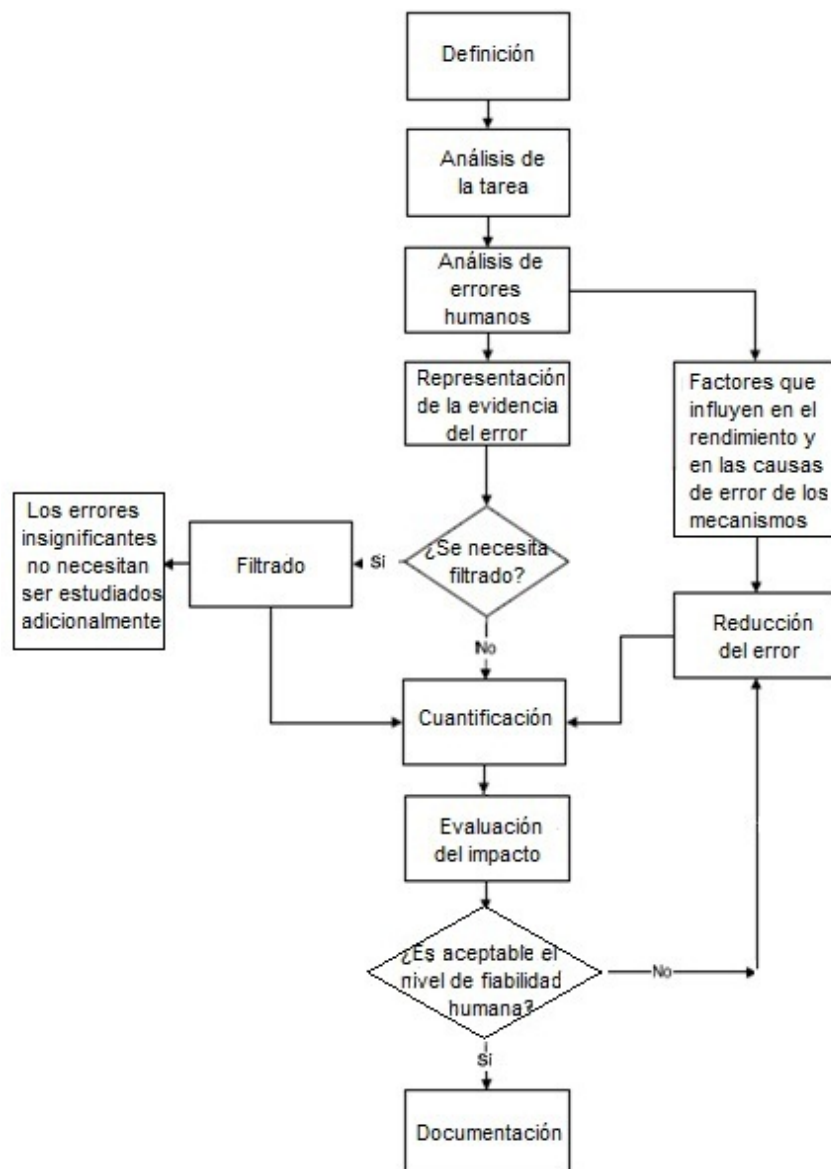 Definición
Análisis de
la tarea
Análisis de
errores
humanos
Representación
de la evidencia
del error
Factores que
influyen en el
rendimiento y
en las causas
de error de los
mecanismos
¿Se necesita
filtrado?
Sí
Filtrado
Los errores
insignificantes
no necesitan
ser estudiados
adicionalmente
No
Reducción
del error
Cuantificación
Evaluación
del impacto
¿Es aceptable el
nivel de fiabilidad
humana?
No
Sí
Documentación